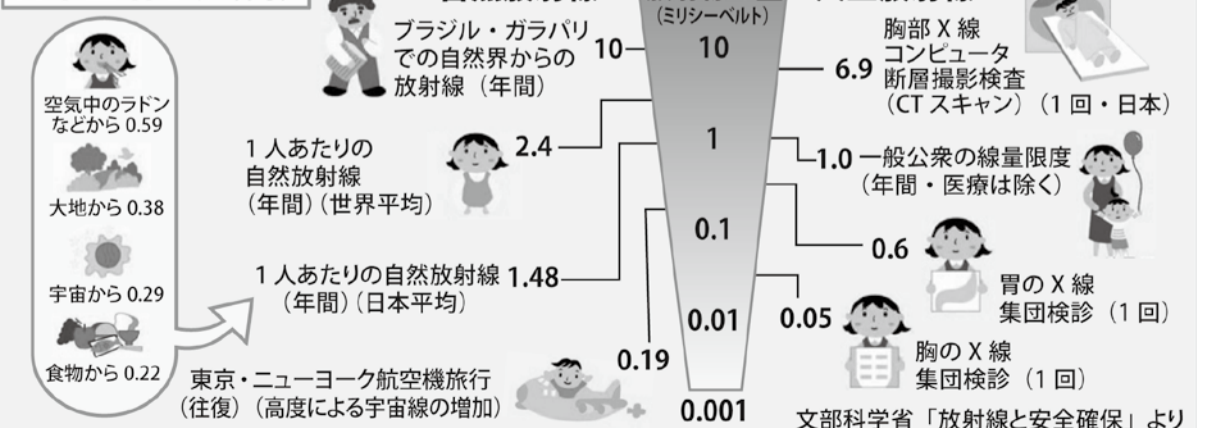 (ミリシーベルト)
空気中のラドン
などから 0.59
大地から 0.38
宇宙から 0.29
食物から 0.22
ブラジル・ガラパリ
での自然界からの
放射線（年間）
10
1 人あたりの
自然放射線
（年間）（世界平均）
2.4
1 人あたりの自然放射線
（年間）（日本平均）
1.48
東京・ニューヨーク航空機旅行
（往復）（高度による宇宙線の増加）
0.19
10
1
0.1
0.01
0.001
6.9
胸部 X 線
コンピュータ
断層撮影検査
（CT スキャン）（1 回・日本）
1.0
一般公衆の線量限度
（年間・医療は除く）
0.6
胃の X 線
集団検診（1 回）
0.05
胸の X 線
集団検診（1 回）
文部科学省「放射線と安全確保」より